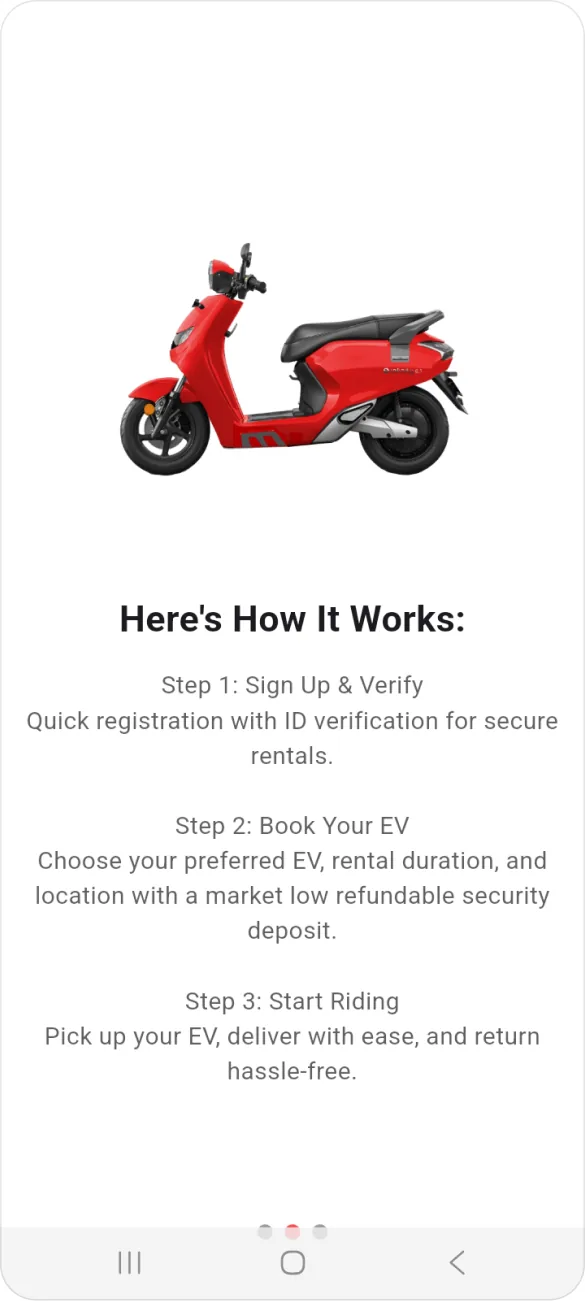 Here's How It Works:
Step 1: Sign Up & Verify
Quick registration with ID verification for secure
rentals.
Step 2: Book Your EV
Choose your preferred EV, rental duration, and
location with a market low refundable security
deposit.
Step 3: Start Riding
Pick up your EV, deliver with ease, and return
hassle-free.